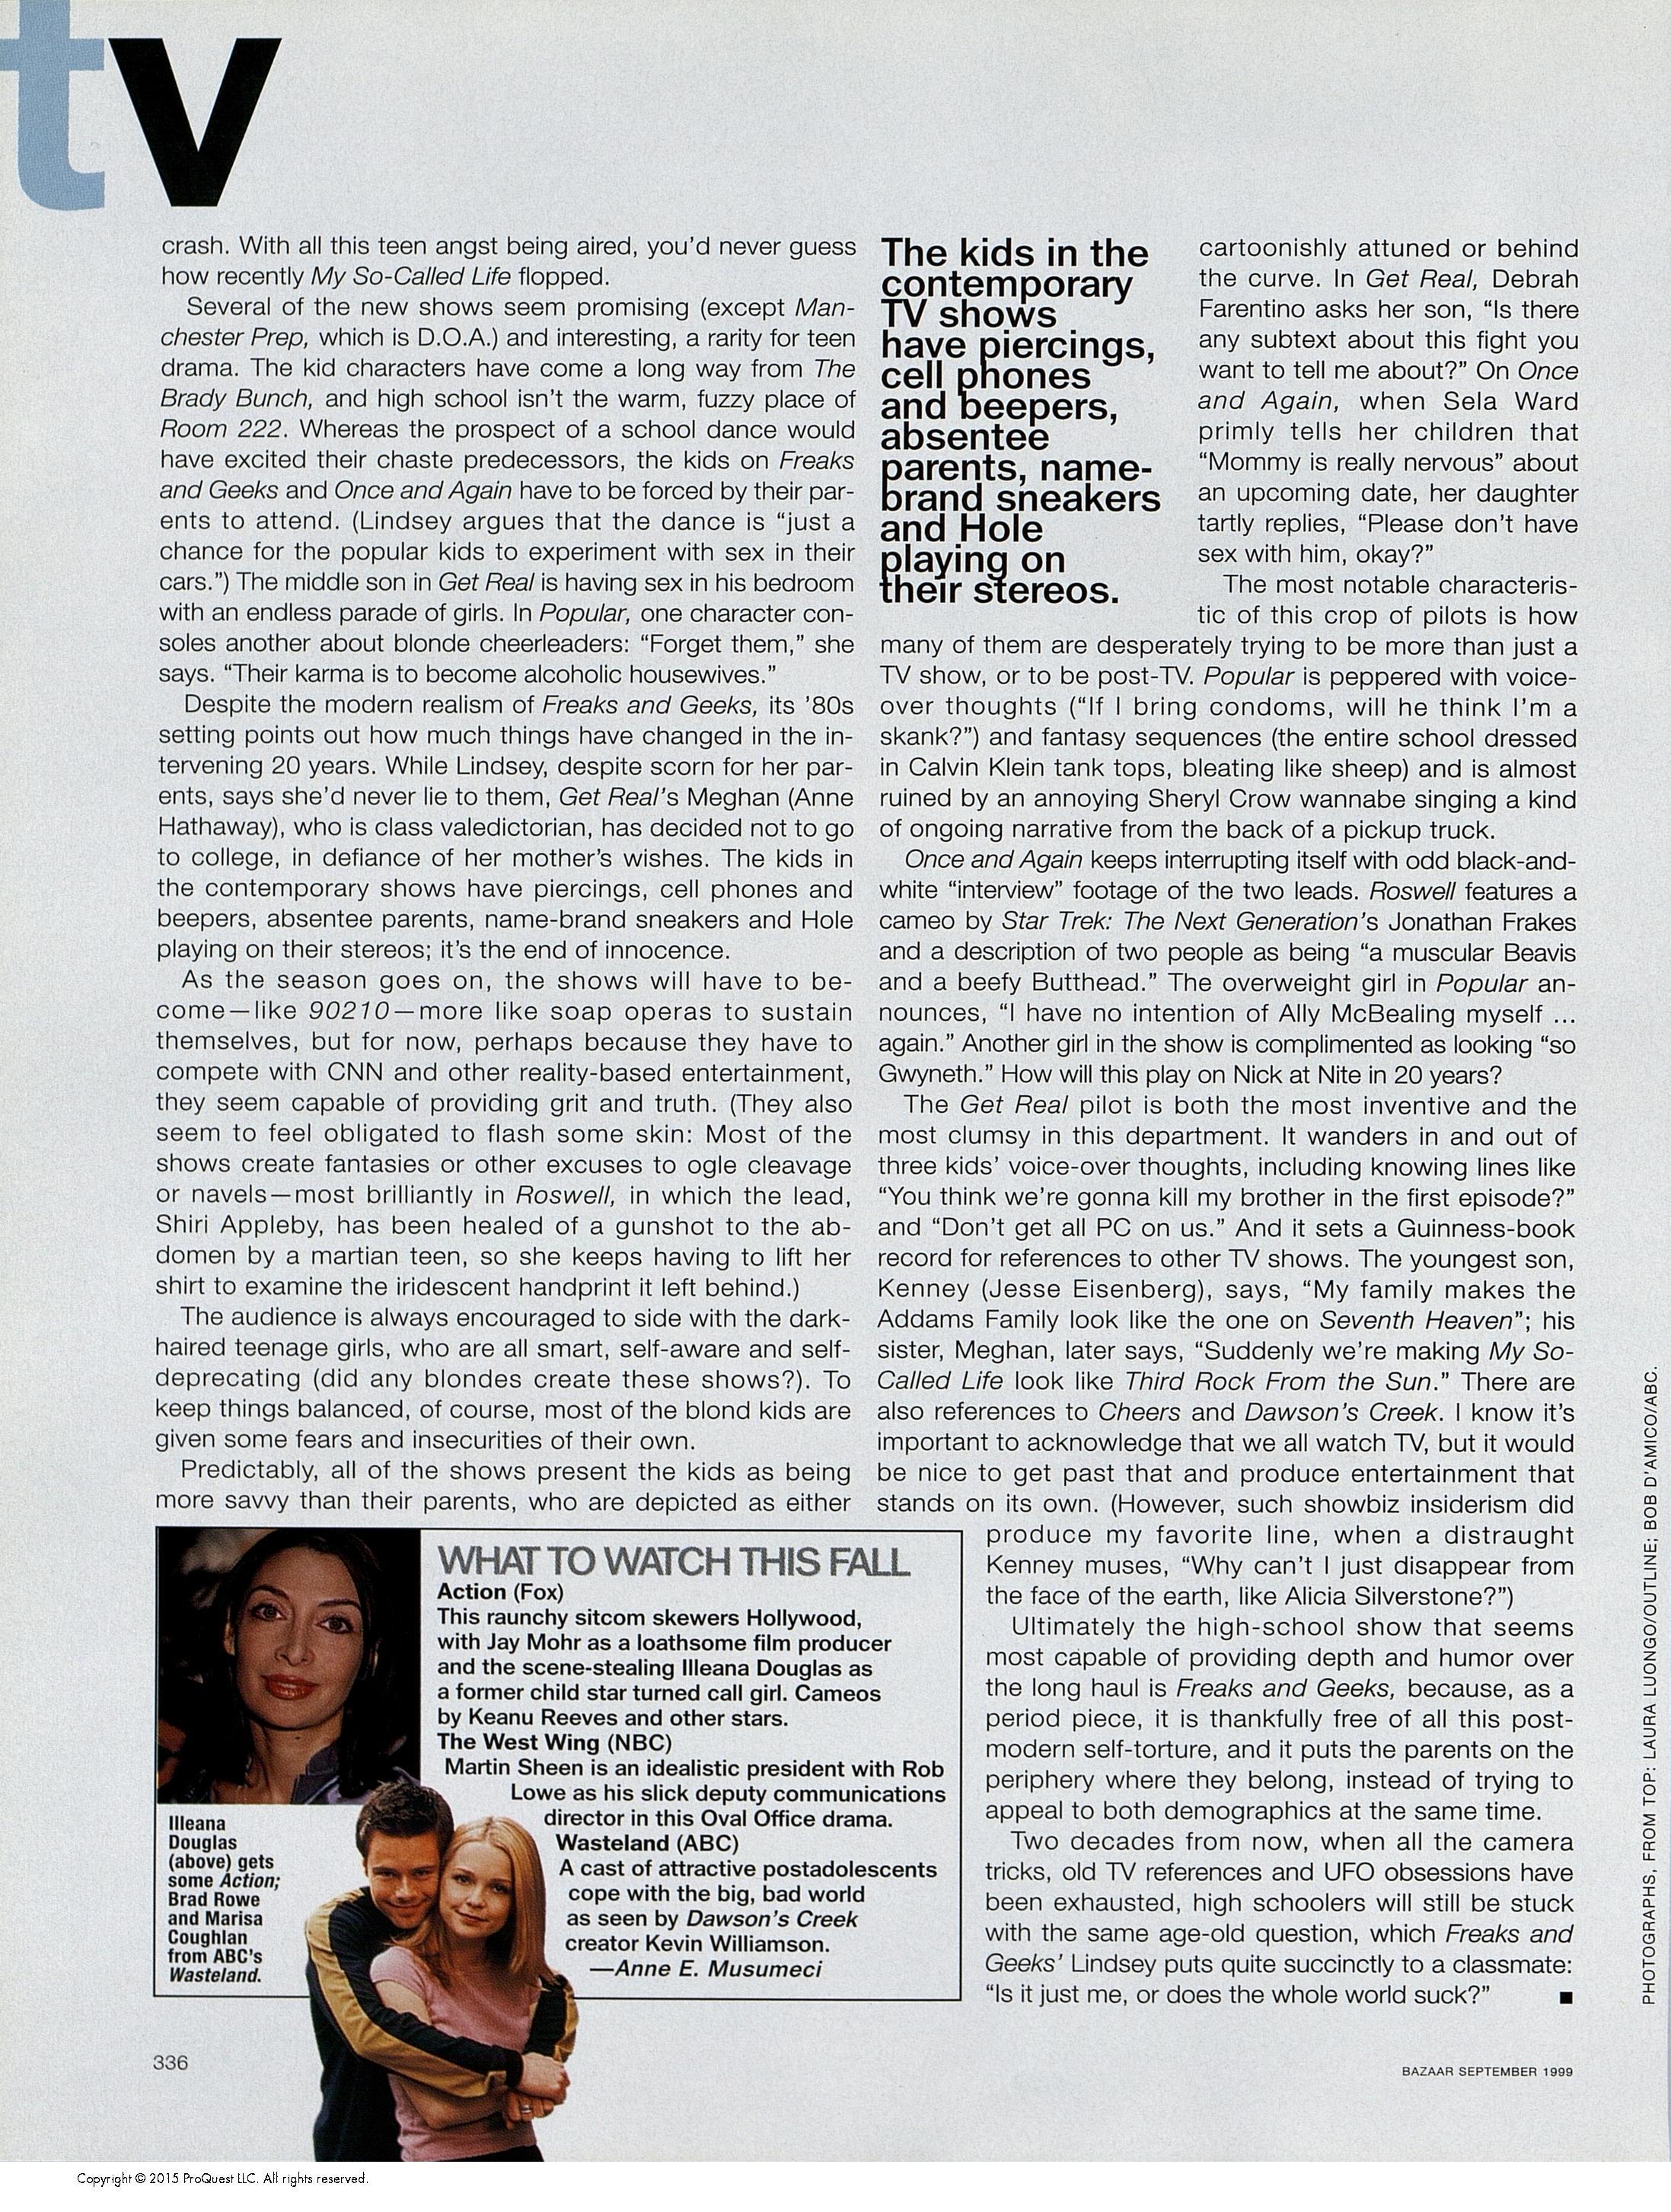 tv
crash. With all this teen angst being aired, you'd never guess
how recently My So-Called Life flopped.
Several of the new shows seem promising (except Man-
chester Prep, which is D.O.A.) and interesting, a rarity for teen
drama. The kid characters have come a long way from The
Brady Bunch, and high school isn't the warm, fuzzy place of
Room 222. Whereas the prospect of a school dance would
have excited their chaste predecessors, the kids on Freaks
and Geeks and Once and Again have to be forced by their par-
ents to attend. (Lindsey argues that the dance is “just a
chance for the popular kids to experiment with sex in their
cars.”) The middle son in Get Real is having sex in his bedroom
with an endless parade of girls. In Popular, one character con-
soles another about blonde cheerleaders: “Forget them,” she
says. “Their karma is to become alcoholic housewives.”
Despite the modern realism of Freaks and Geeks, its '80s
setting points out how much things have changed in the in-
tervening 20 years. While Lindsey, despite scorn for her par-
ents, says she'd never lie to them, Get Real's Meghan (Anne
Hathaway), who is class valedictorian, has decided not to go
to college, in defiance of her mother's wishes. The kids in
the contemporary shows have piercings, cell phones and
beepers, absentee parents, name-brand sneakers and Hole
playing on their stereos; it's the end of innocence.
As the season goes on, the shows will have to be-
come—like 90210—more like soap operas to sustain
themselves, but for now, perhaps because they have to
compete with CNN and other reality-based entertainment,
they seem capable of providing grit and truth. (They also
seem to feel obligated to flash some skin: Most of the
shows create fantasies or other excuses to ogle cleavage
or navels—most brilliantly in Roswell, in which the lead,
Shiri Appleby, has been healed of a gunshot to the ab-
domen by a martian teen, so she keeps having to lift her
shirt to examine the iridescent handprint it left behind.)
The audience is always encouraged to side with the dark-
haired teenage girls, who are all smart, self-aware and self-
deprecating (did any blondes create these shows?). To
keep things balanced, of course, most of the blond kids are
given some fears and insecurities of their own.
Predictably, all of the shows present the kids as being
more savvy than their parents, who are depicted as either
The kids in the
contemporary
TV shows
have piercings,
cell phones
and beepers,
absentee
parents, name-
brand sneakers
and Hole
playing on
their stereos.
cartoonishly attuned or behind
the curve. In Get Real, Debrah
Farentino asks her son, “Is there
any subtext about this fight you
want to tell me about?” On Once
and Again, when Sela Ward
primly tells her children that
“Mommy is really nervous” about
an upcoming date, her daughter
tartly replies, “Please don't have
sex with him, okay?”
The most notable characteris-
tic of this crop of pilots is how
many of them are desperately trying to be more than just a
TV show, or to be post-TV. Popular is peppered with voice-
over thoughts (“If I bring condoms, will he think I'm a
skank?”) and fantasy sequences (the entire school dressed
in Calvin Klein tank tops, bleating like sheep) and is almost
ruined by an annoying Sheryl Crow wannabe singing a kind
of ongoing narrative from the back of a pickup truck.
Once and Again keeps interrupting itself with odd black-and-
white “interview” footage of the two leads. Roswell features a
cameo by Star Trek: The Next Generation's Jonathan Frakes
and a description of two people as being “a muscular Beavis
and a beefy Butthead.” The overweight girl in Popular an-
nounces, “I have no intention of Ally McBealing myself ...
again.” Another girl in the show is complimented as looking “so
Gwyneth.” How will this play on Nick at Nite in 20 years?
The Get Real pilot is both the most inventive and the
most clumsy in this department. It wanders in and out of
three kids' voice-over thoughts, including knowing lines like
“You think we're gonna kill my brother in the first episode?”
and “Don't get all PC on us.” And it sets a Guinness-book
record for references to other TV shows. The youngest son,
Kenney (Jesse Eisenberg), says, “My family makes the
Addams Family look like the one on Seventh Heaven”; his
sister, Meghan, later says, “Suddenly we're making My So-
Called Life look like Third Rock From the Sun.” There are
also references to Cheers and Dawson's Creek. I know it's
important to acknowledge that we all watch TV, but it would
be nice to get past that and produce entertainment that
stands on its own. (However, such showbiz insiderism did
produce my favorite line, when a distraught
Kenney muses, “Why can't I just disappear from
the face of the earth, like Alicia Silverstone?”)
Ultimately the high-school show that seems
most capable of providing depth and humor over
the long haul is Freaks and Geeks, because, as a
period piece, it is thankfully free of all this post-
modern self-torture, and it puts the parents on the
periphery where they belong, instead of trying to
appeal to both demographics at the same time.
Two decades from now, when all the camera
tricks, old TV references and UFO obsessions have
been exhausted, high schoolers will still be stuck
with the same age-old question, which Freaks and
Geeks' Lindsey puts quite succinctly to a classmate:
“Is it just me, or does the whole world suck?” ■
WHAT TO WATCH THIS FALL
Action (Fox)
This raunchy sitcom skewers Hollywood,
with Jay Mohr as a loathsome film producer
and the scene-stealing Illeana Douglas as
a former child star turned call girl. Cameos
by Keanu Reeves and other stars.
The West Wing (NBC)
Martin Sheen is an idealistic president with Rob
Lowe as his slick deputy communications
director in this Oval Office drama.
Wasteland (ABC)
A cast of attractive postadolescents
cope with the big, bad world
as seen by Dawson's Creek
creator Kevin Williamson.
—Anne E. Musumeci
Illeana
Douglas
(above) gets
some Action;
Brad Rowe
and Marisa
Coughlan
from ABC's
Wasteland.
PHOTOGRAPHS, FROM TOP: LAURA LUONGO/OUTLINE; BOB D'AMICO/ABC.
336
BAZAAR SEPTEMBER 1999
Copyright © 2015 ProQuest LLC. All rights reserved.